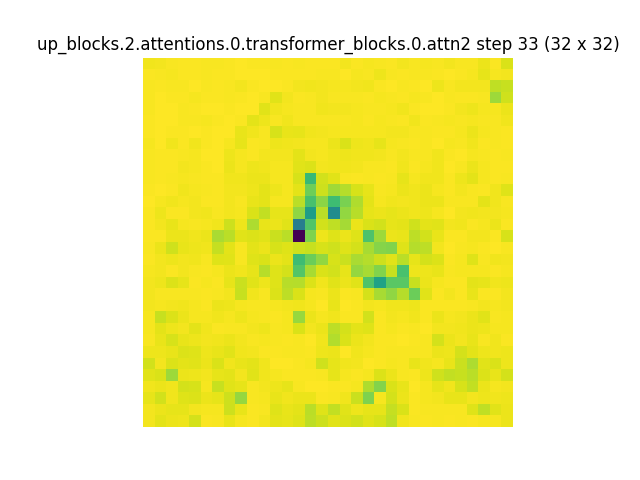 up_blocks.2.attentions.0.transformer_blocks.0.attn2 step 33 (32 x 32)